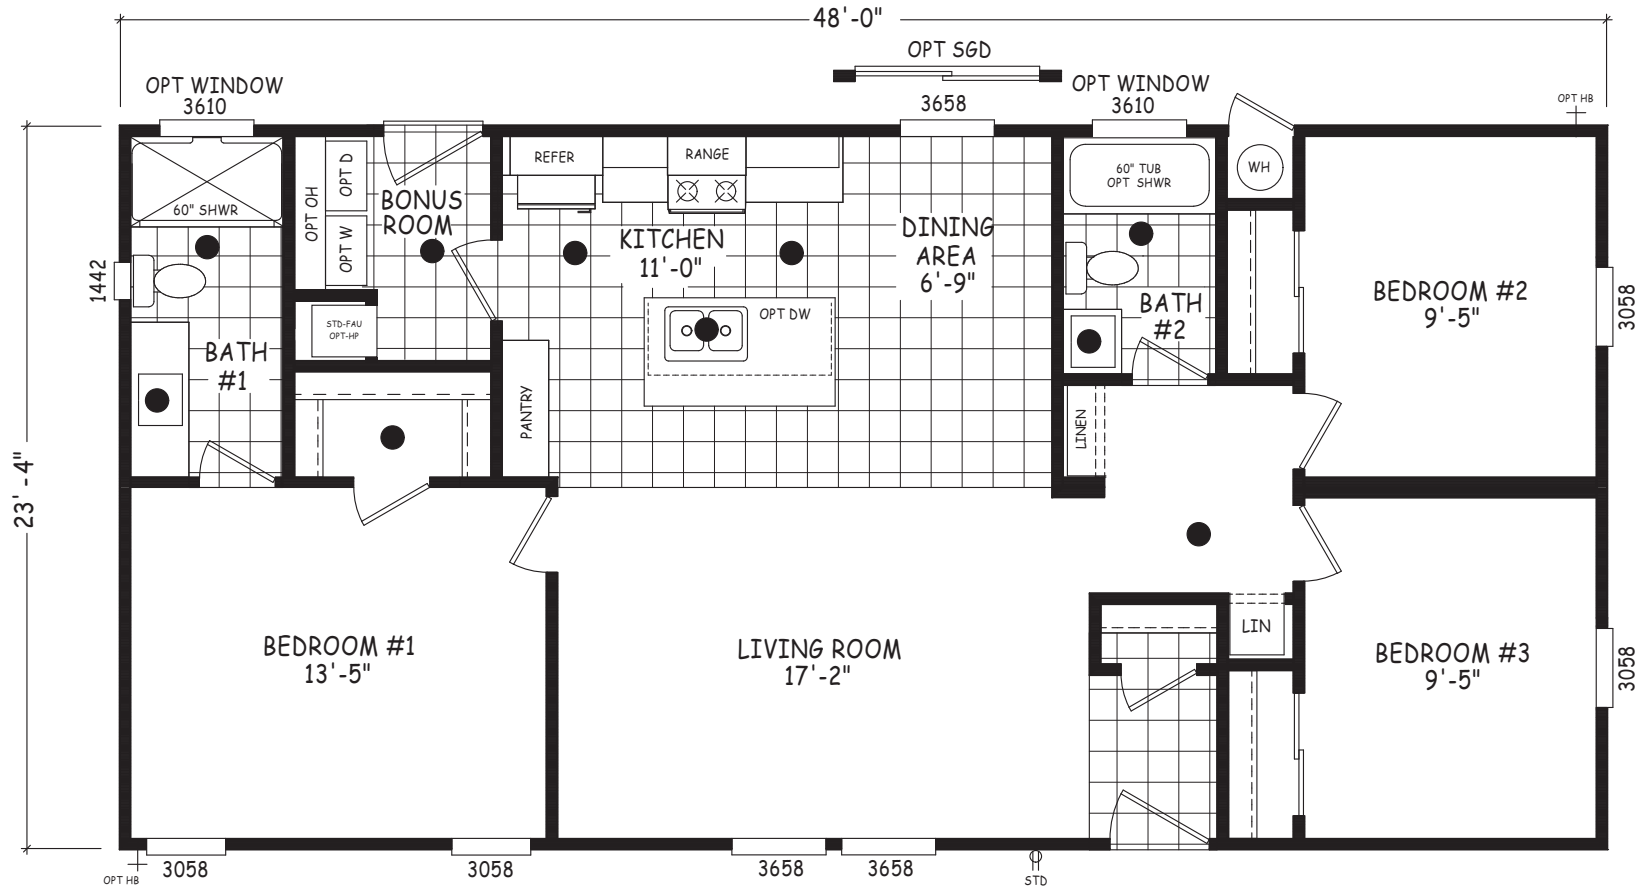 48'-0"
OPT SGD
OPT WINDOW
3610
3658
OPT WINDOW
3610
OPT HB
REFER
RANGE
60" TUB
OPT SHWR
WH
OPT D
OPT OH
OPT W
60" SHWR
BONUS
ROOM
KITCHEN
11'-0"
DINING
AREA
6'-9"
1442
BEDROOM #2
9'-5"
3058
BATH
#2
OPT DW
STD-FAU
OPT-HP
BATH
#1
PANTRY
LINEN
23'-4"
LIN
BEDROOM #1
13'-5"
LIVING ROOM
17'-2"
BEDROOM #3
9'-5"
3058
OPT HB
3058
3058
3658
3658
STD